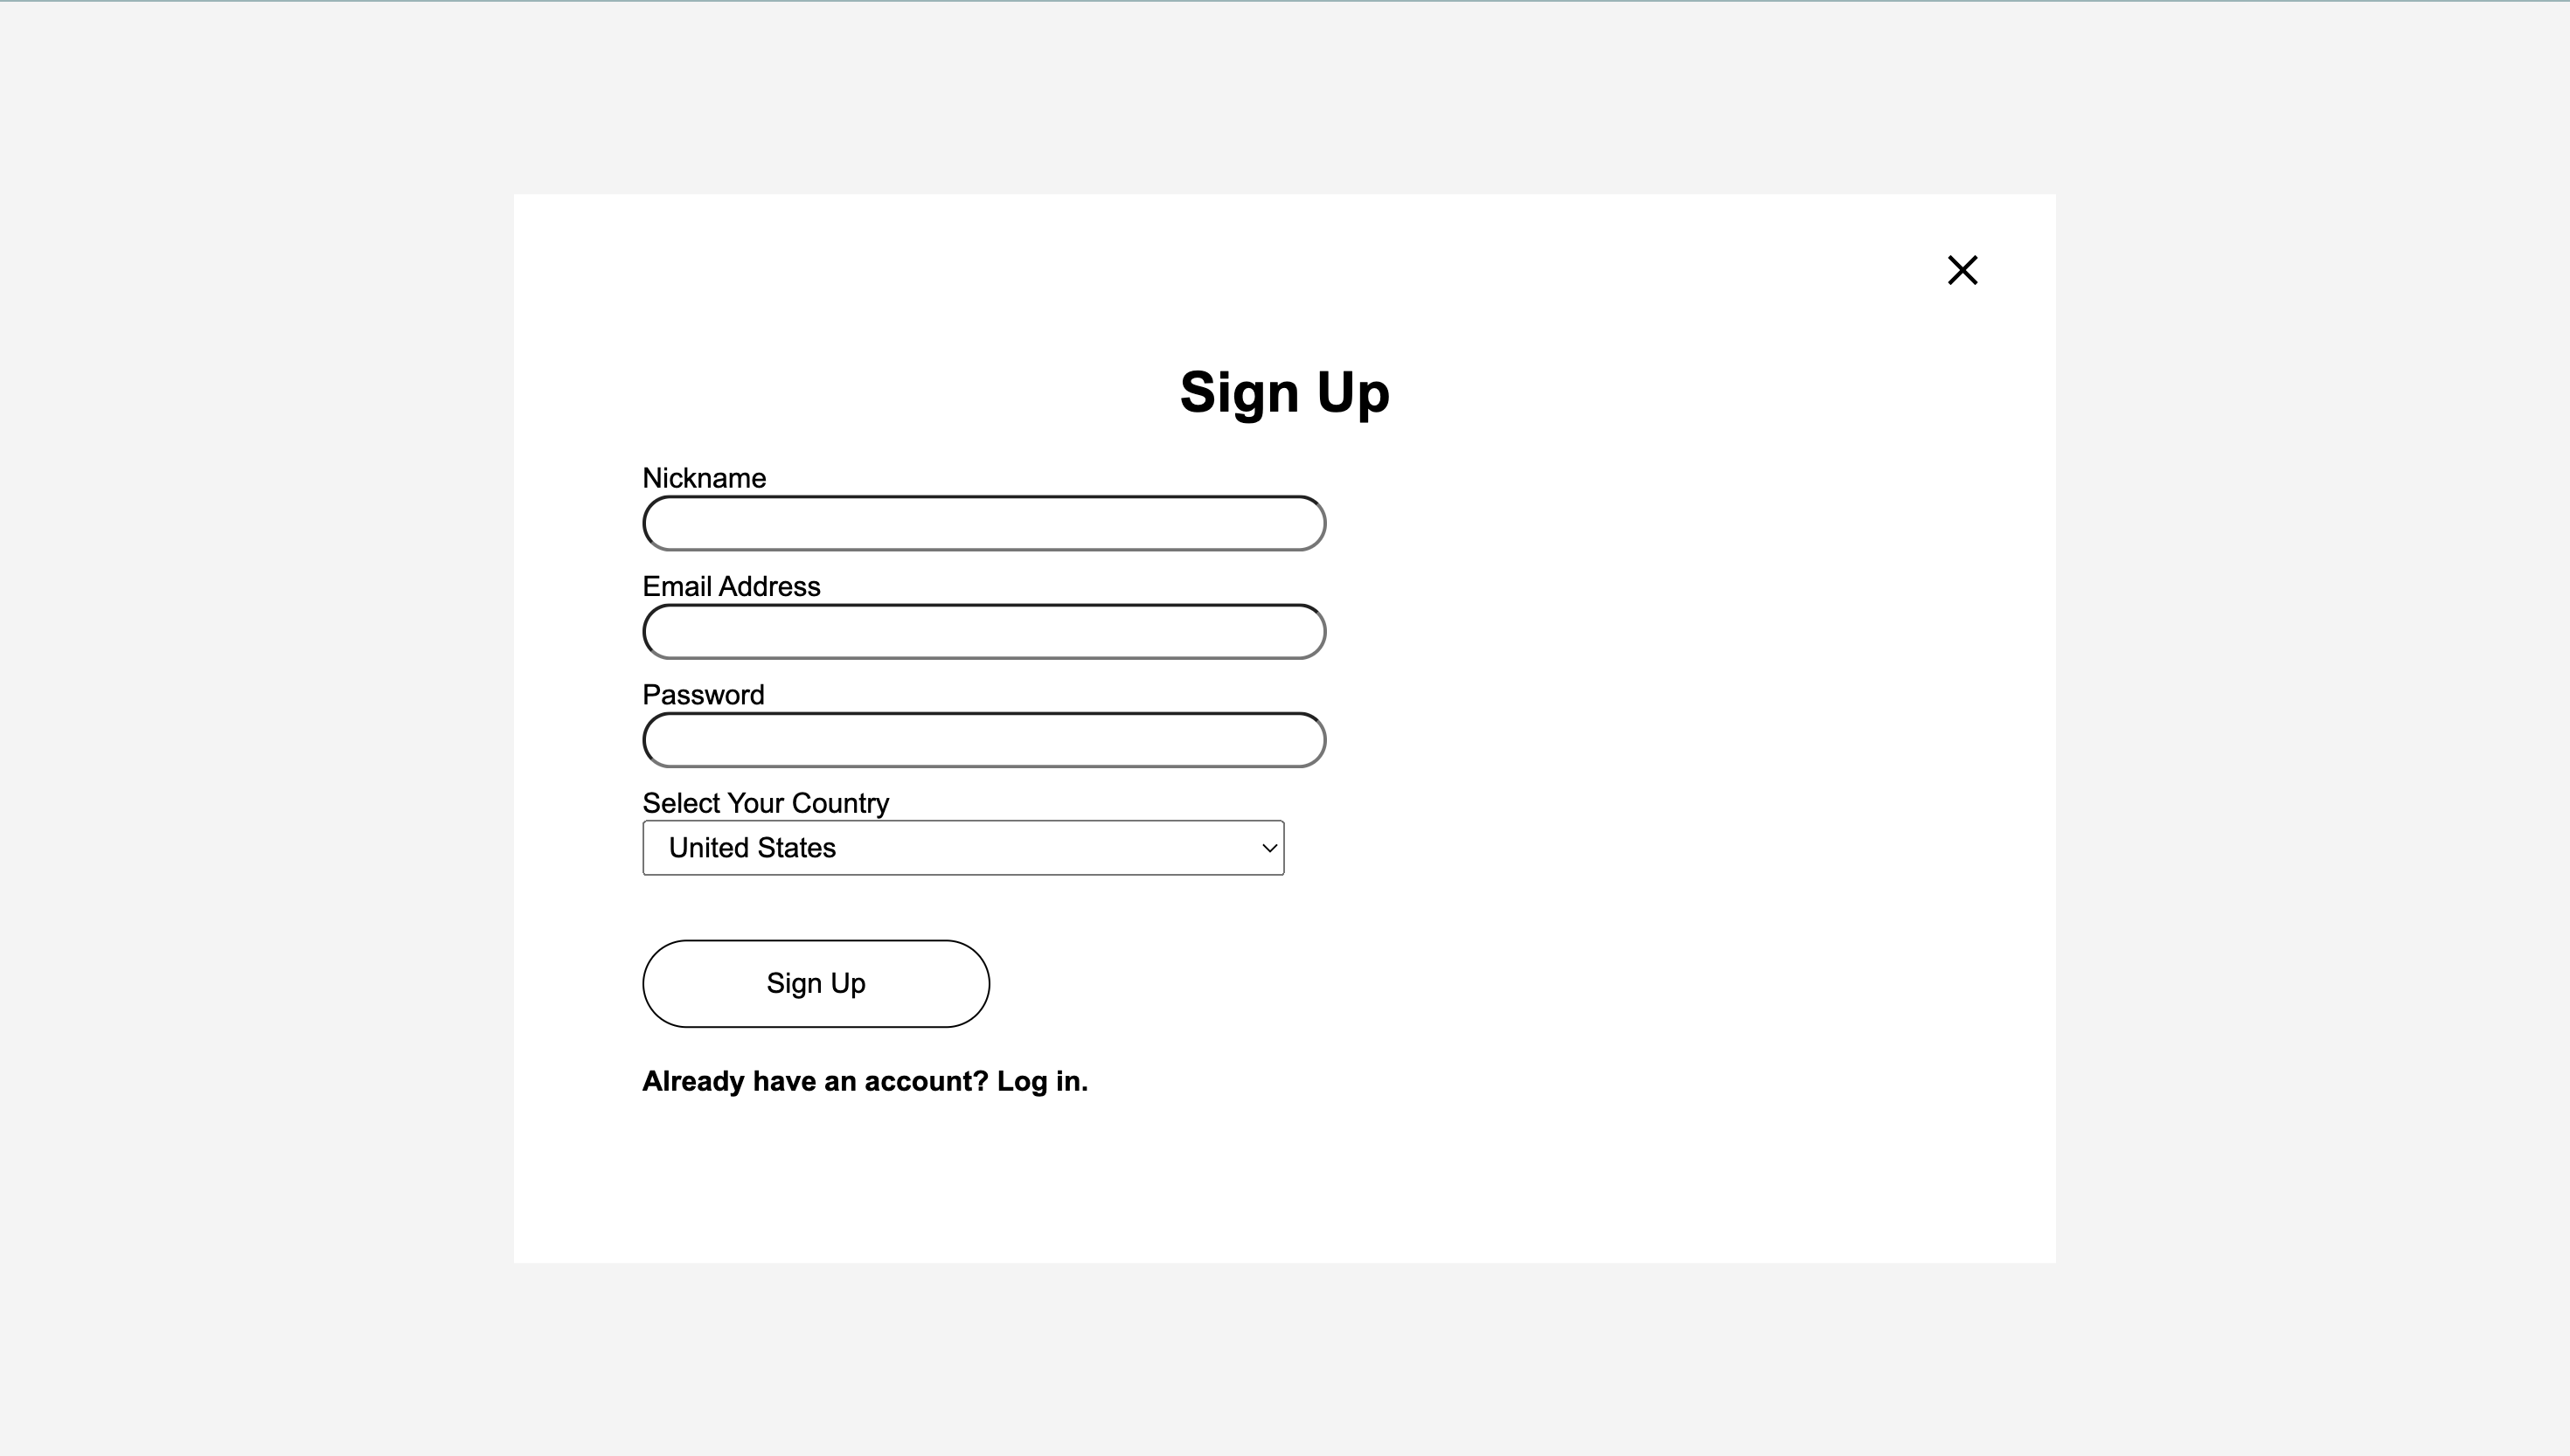 Sign Up
Nickname
Email Address
Password
Select Your Country
United States
Sign Up
Already have an account? Log in.